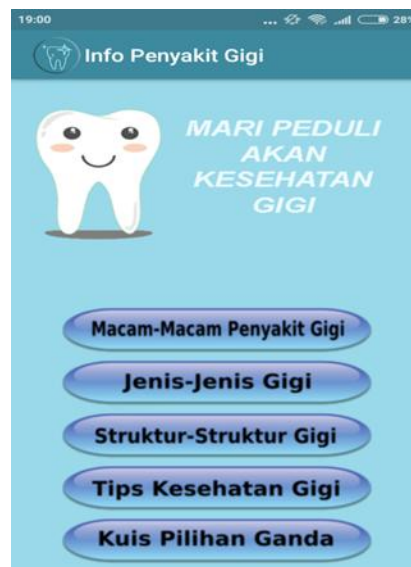 19:00
... 28%
Info Penyakit Gigi
MARI PEDULI
AKAN
KESEHATAN
GIGI
Macam-Macam Penyakit Gigi
Jenis-Jenis Gigi
Struktur-Struktur Gigi
Tips Kesehatan Gigi
Kuis Pilihan Ganda